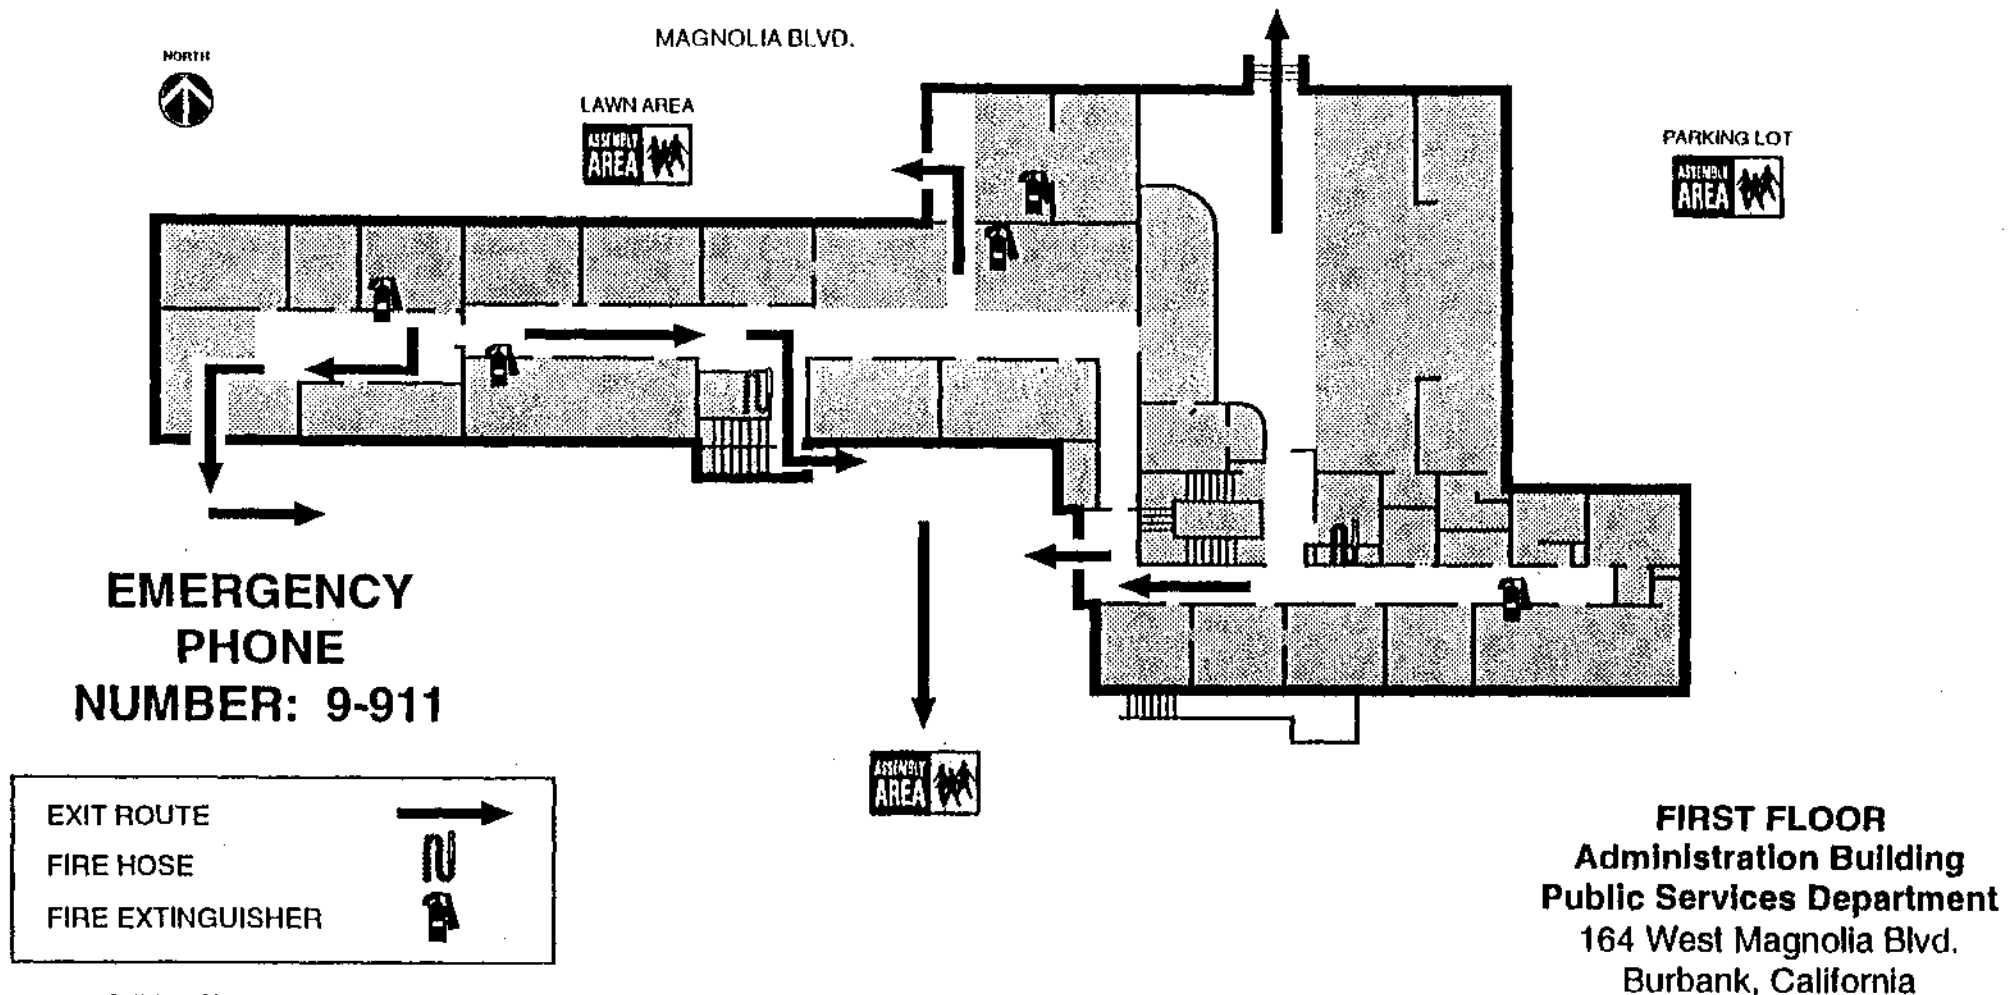 MAGNOLIA BLVD.
NORTH
LAWN AREA
ASSEMBLY
AREA
PARKING LOT
ASSEMBLY
AREA
EMERGENCY
PHONE
NUMBER: 9-911
ASSEMBLY
AREA
EXIT ROUTE
FIRE HOSE
FIRE EXTINGUISHER
FIRST FLOOR
Administration Building
Public Services Department
164 West Magnolia Blvd.
Burbank, California